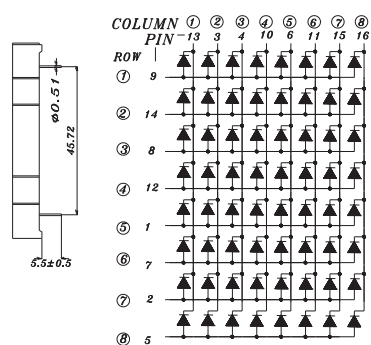 COLUMN ① ② ③ ④ ⑤ ⑥ ⑦ ⑧
PIN 13 3 4 10 6 11 15 16
ROW
① 9
② 14
③ 8
④ 12
⑤ 1
⑥ 7
⑦ 2
⑧ 5
ø0.51
45.72
5.5±0.5